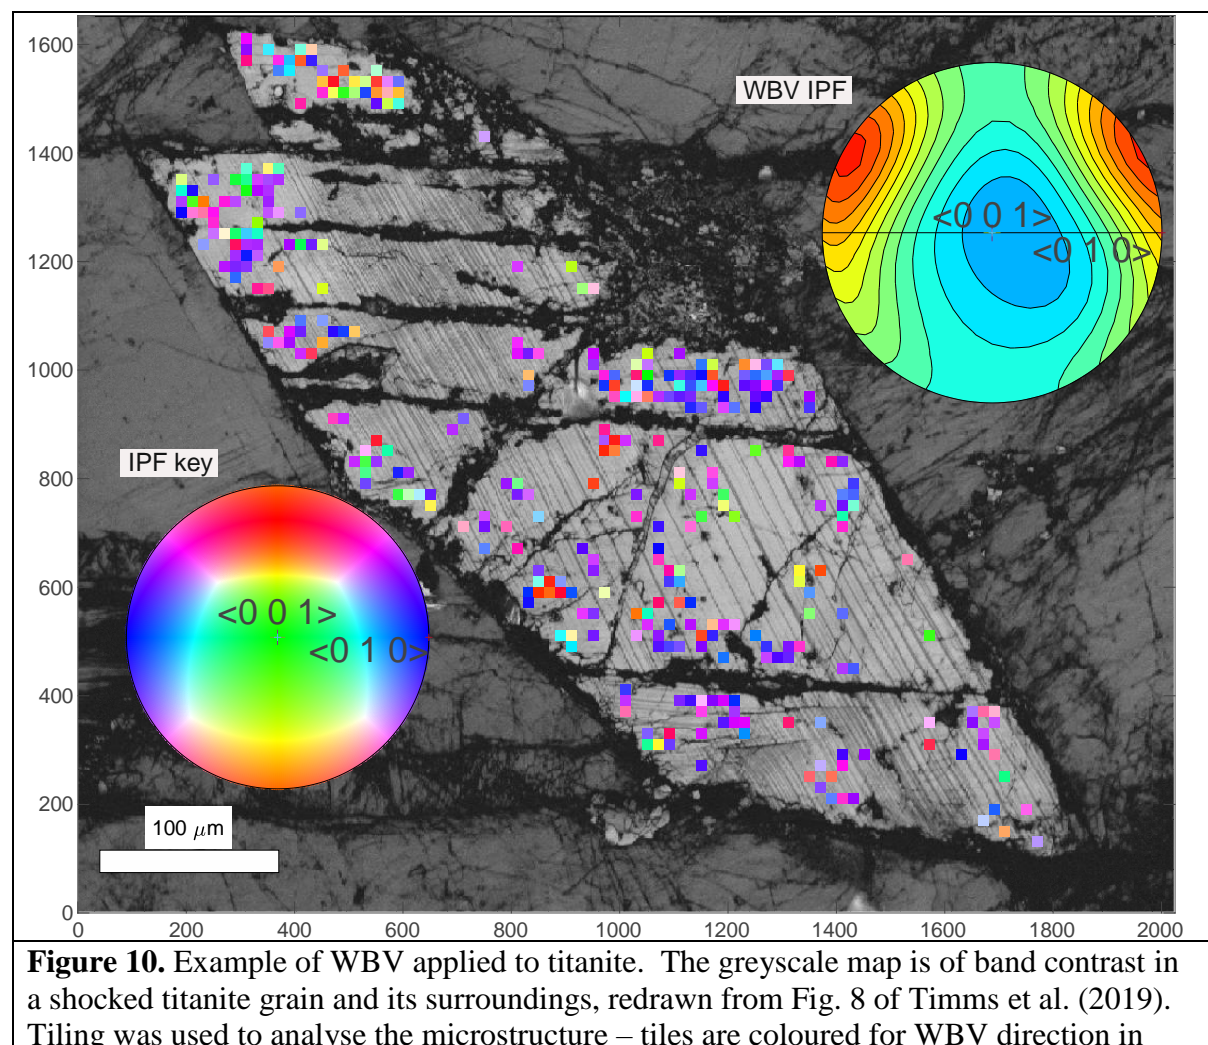 1600
WBV IPF
1400
<0 0 1>
<0 1 0>
1200
1000
IPF key
800
600
<0 0 1>
<0 1 0>
400
200
100 μm
0
0 200 400 600 800 1000 1200 1400 1600 1800 2000
Figure 10. Example of WBV applied to titanite. The greyscale map is of band contrast in
a shocked titanite grain and its surroundings, redrawn from Fig. 8 of Timms et al. (2019).
Tiling was used to analyse the microstructure – tiles are coloured for WBV direction in